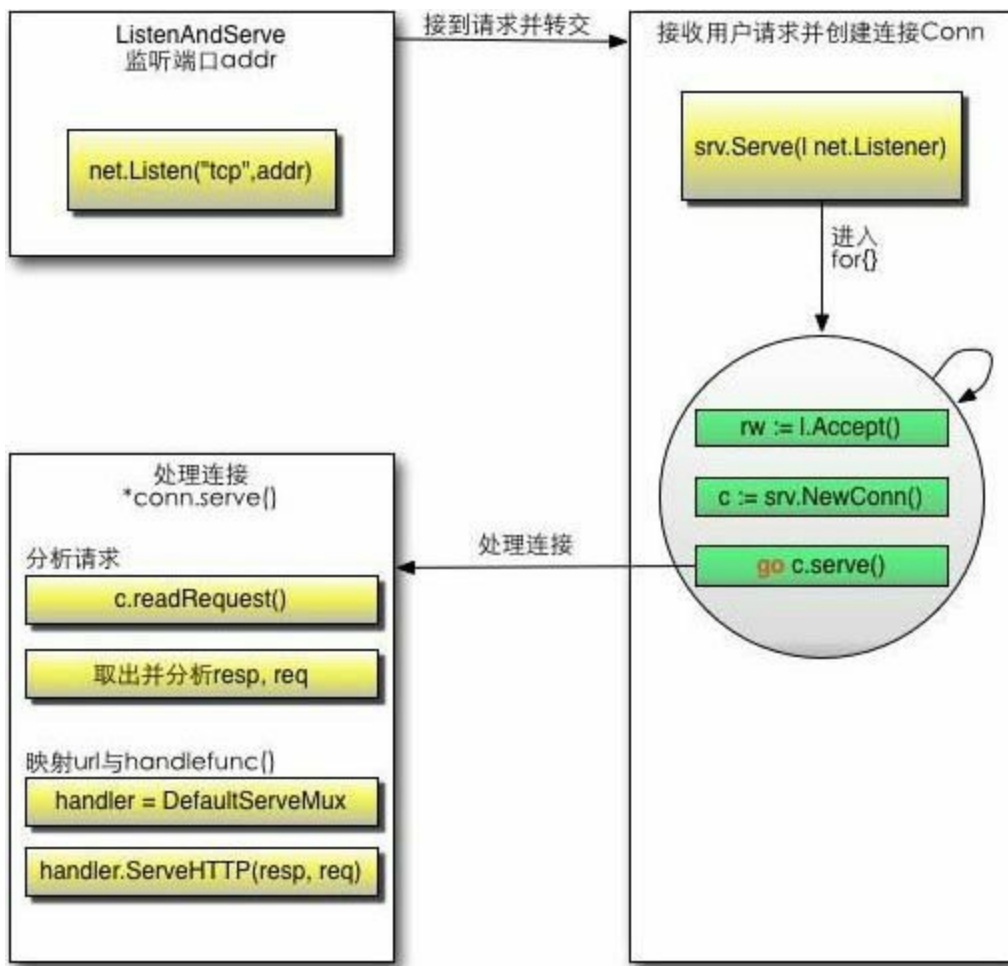 ListenAndServe
监听端口addr
net.Listen("tcp",addr)
接到请求并转交
接收用户请求并创建连接Conn
srv.Serve(l net.Listener)
进入
for{}
rw := l.Accept()
c := srv.NewConn()
go c.serve()
处理连接
处理连接
*conn.serve()
分析请求
c.readRequest()
取出并分析resp, req
映射url与handlefunc()
handler = DefaultServeMux
handler.ServeHTTP(resp, req)